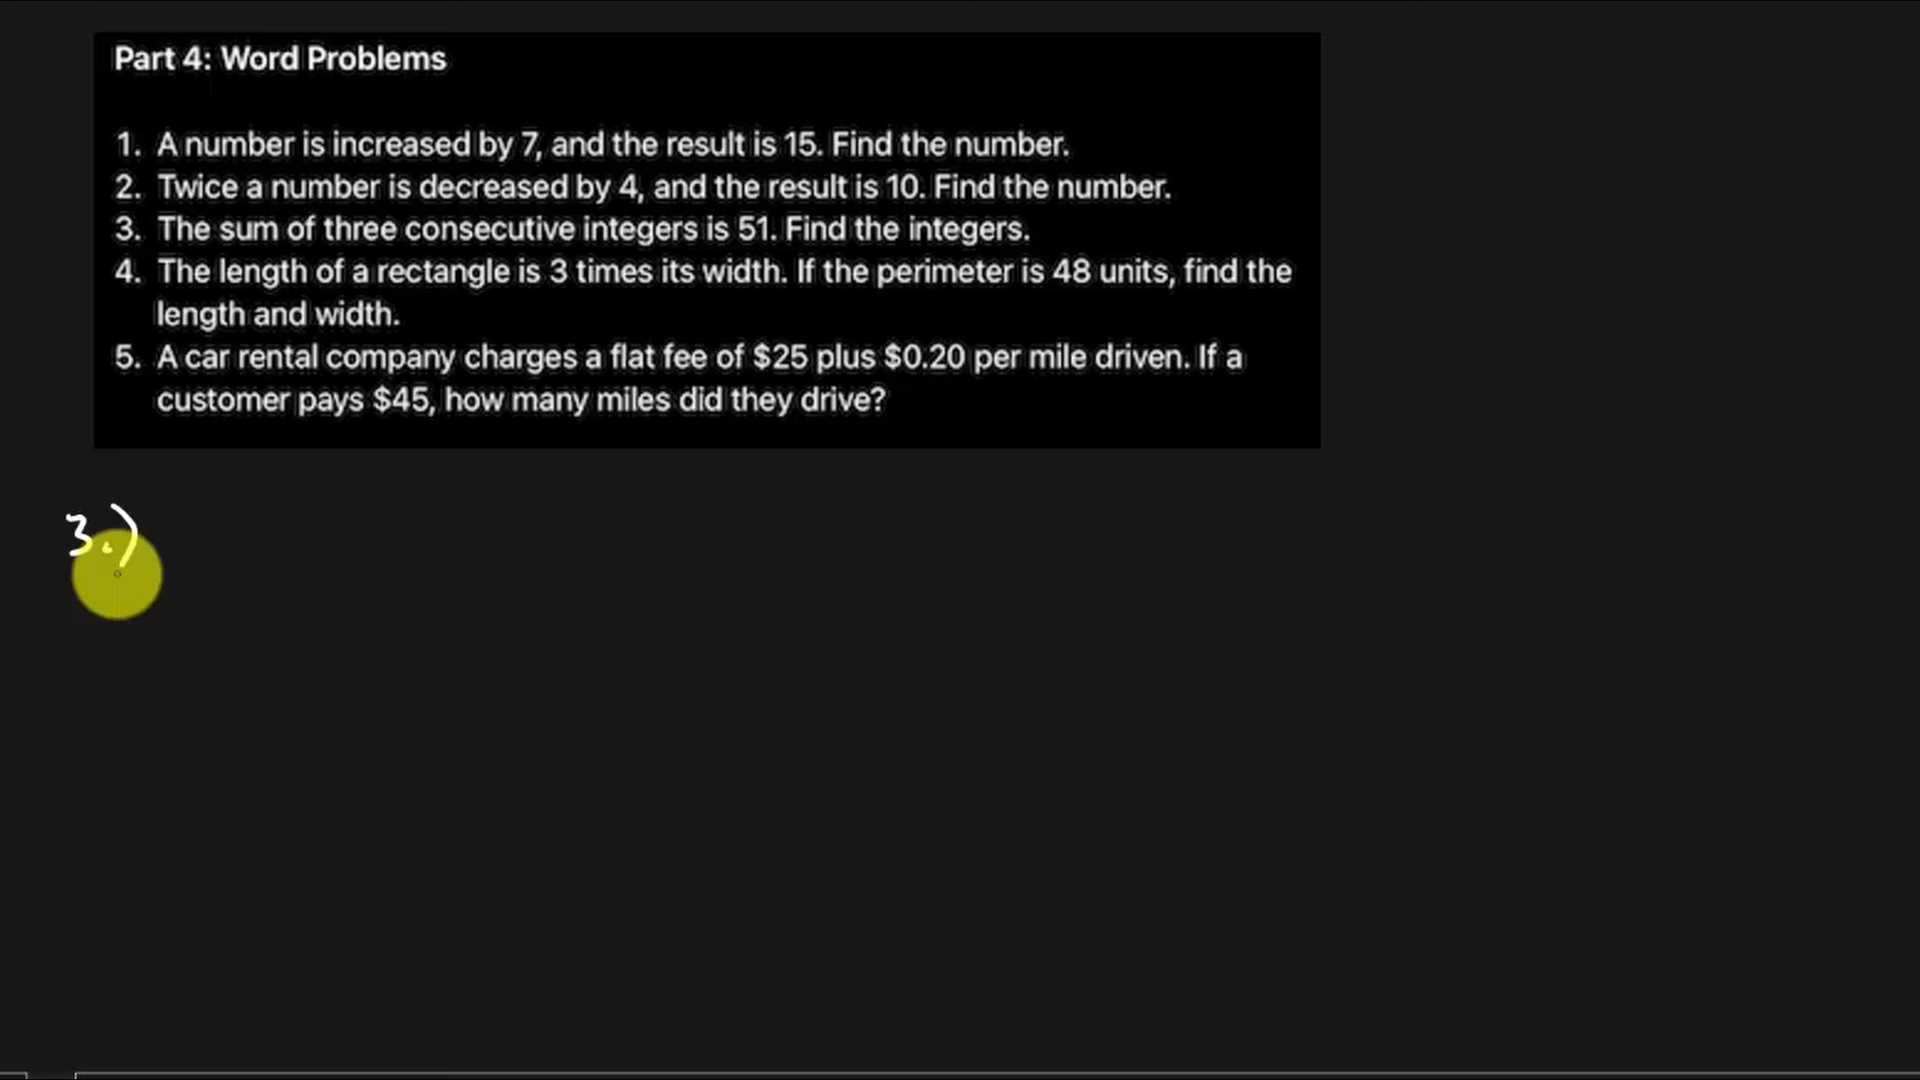 Part 4: Word Problems
1. A number is increased by 7, and the result is 15. Find the number.
2. Twice a number is decreased by 4, and the result is 10. Find the number.
3. The sum of three consecutive integers is 51. Find the integers.
4. The length of a rectangle is 3 times its width. If the perimeter is 48 units, find the
length and width.
5. A car rental company charges a flat fee of $25 plus $0.20 per mile driven. If a
customer pays $45, how many miles did they drive?
3.)